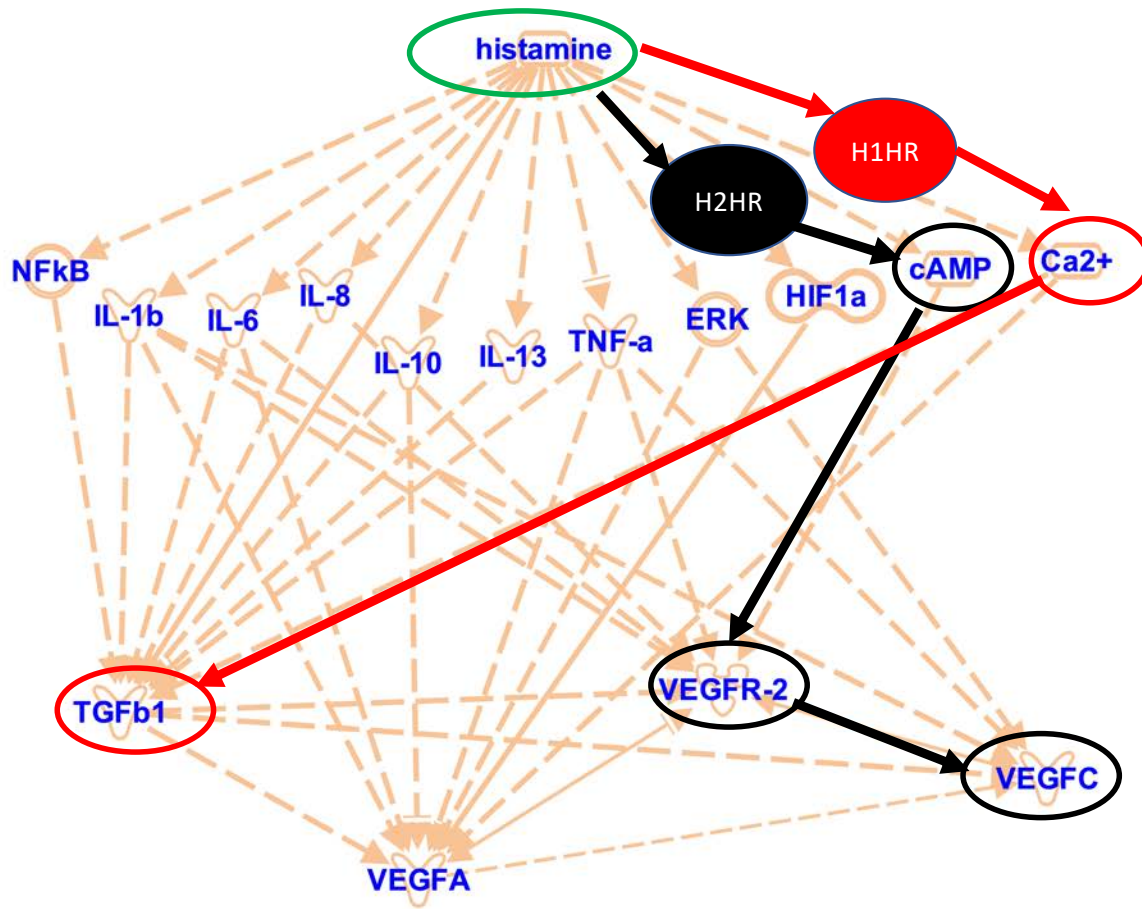 histamine
H1HR
H2HR
NFkB
IL-1b
IL-6
IL-8
IL-10
IL-13
TNF-a
ERK
HIF1a
cAMP
Ca2+
TGFb1
VEGFR-2
VEGFC
VEGFA